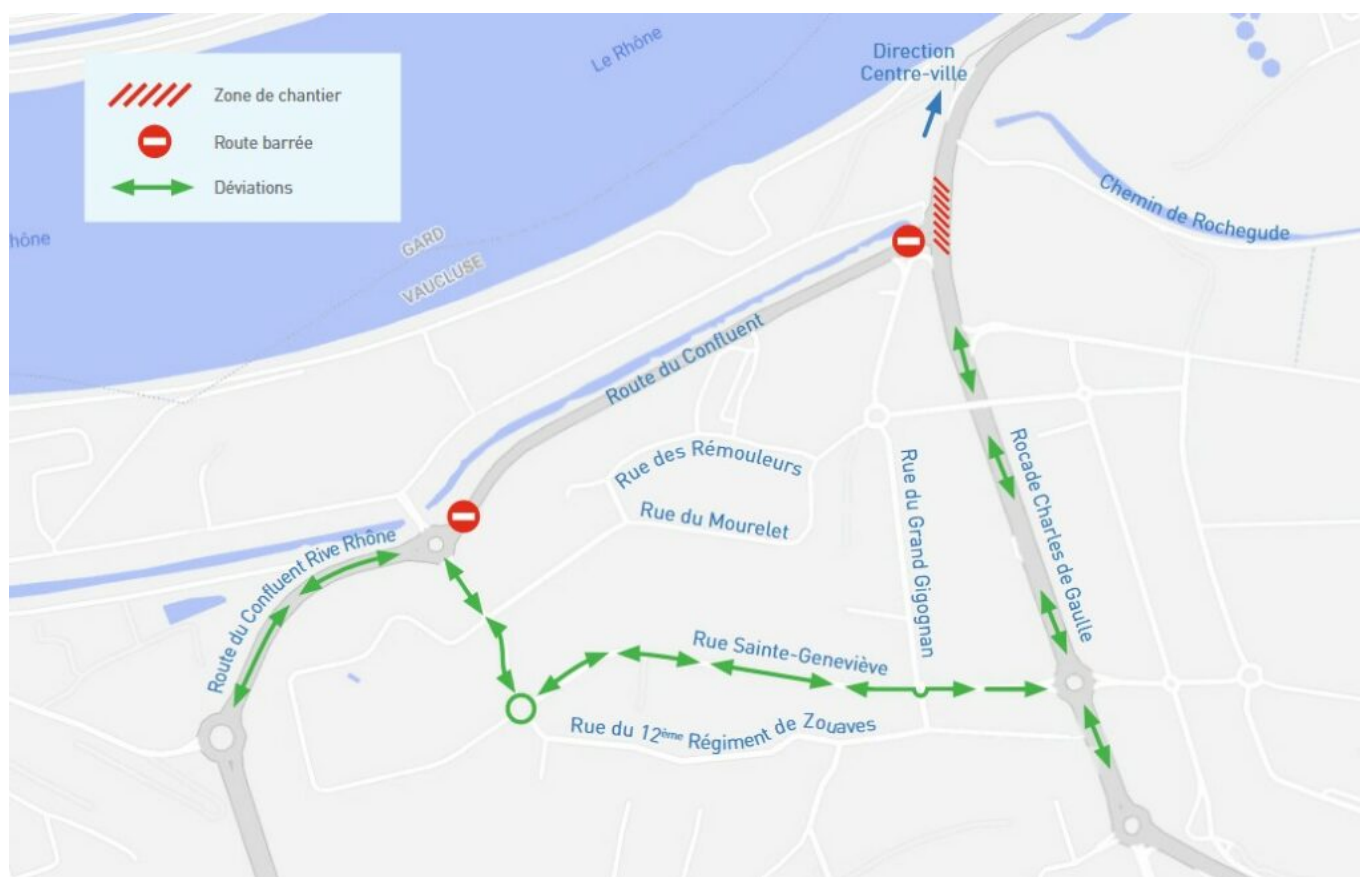 Le Rhône
Direction
Centre-ville
Zone de chantier
Route barrée
Déviations
Chemin de Rochegude
hône
GARD
VAUCLUSE
Route du Confluent
Rue des Rémouleurs
Rue du Mourelet
Rocade Charles de Gaulle
Rue du Grand Gigognan
Route du Confluent Rive Rhône
Rue Sainte-Geneviève
Rue du 12ème Régiment de Zouaves